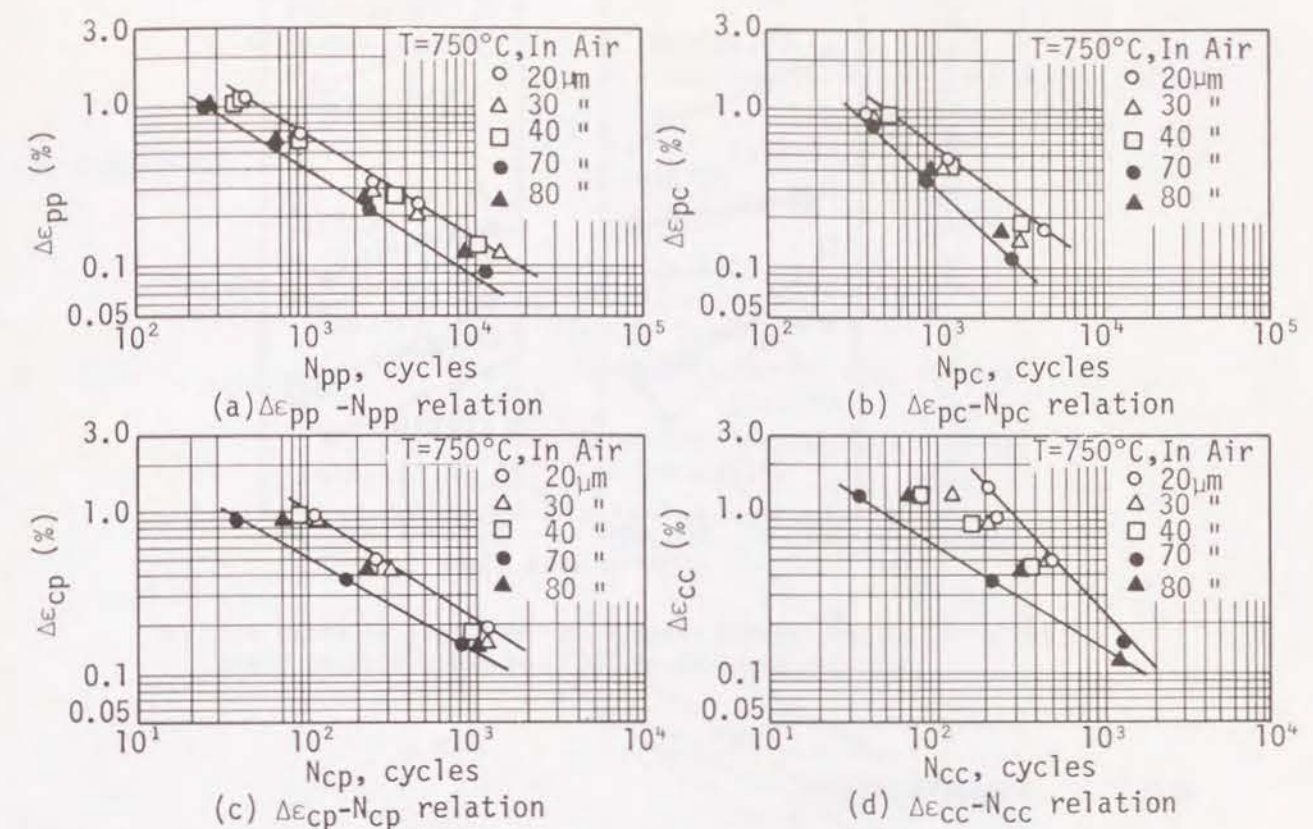 3.0
1.0
0.1
0.05
Δεpp (%)
T=750°C,In Air
○ 20μm
△ 30 "
□ 40 "
● 70 "
▲ 80 "
10² 10³ 10⁴ 10⁵
Npp, cycles
(a)Δεpp -Npp relation
3.0
1.0
0.1
0.05
Δεpc (%)
T=750°C,In Air
○ 20μm
△ 30 "
□ 40 "
● 70 "
▲ 80 "
10² 10³ 10⁴ 10⁵
Npc, cycles
(b) Δεpc-Npc relation
3.0
1.0
0.1
0.05
Δεcp (%)
T=750°C,In Air
○ 20μm
△ 30 "
□ 40 "
● 70 "
▲ 80 "
10¹ 10² 10³ 10⁴
Ncp, cycles
(c) Δεcp-Ncp relation
3.0
1.0
0.1
0.05
Δεcc (%)
T=750°C,In Air
○ 20μm
△ 30 "
□ 40 "
● 70 "
▲ 80 "
10¹ 10² 10³ 10⁴
Ncc, cycles
(d) Δεcc-Ncc relation